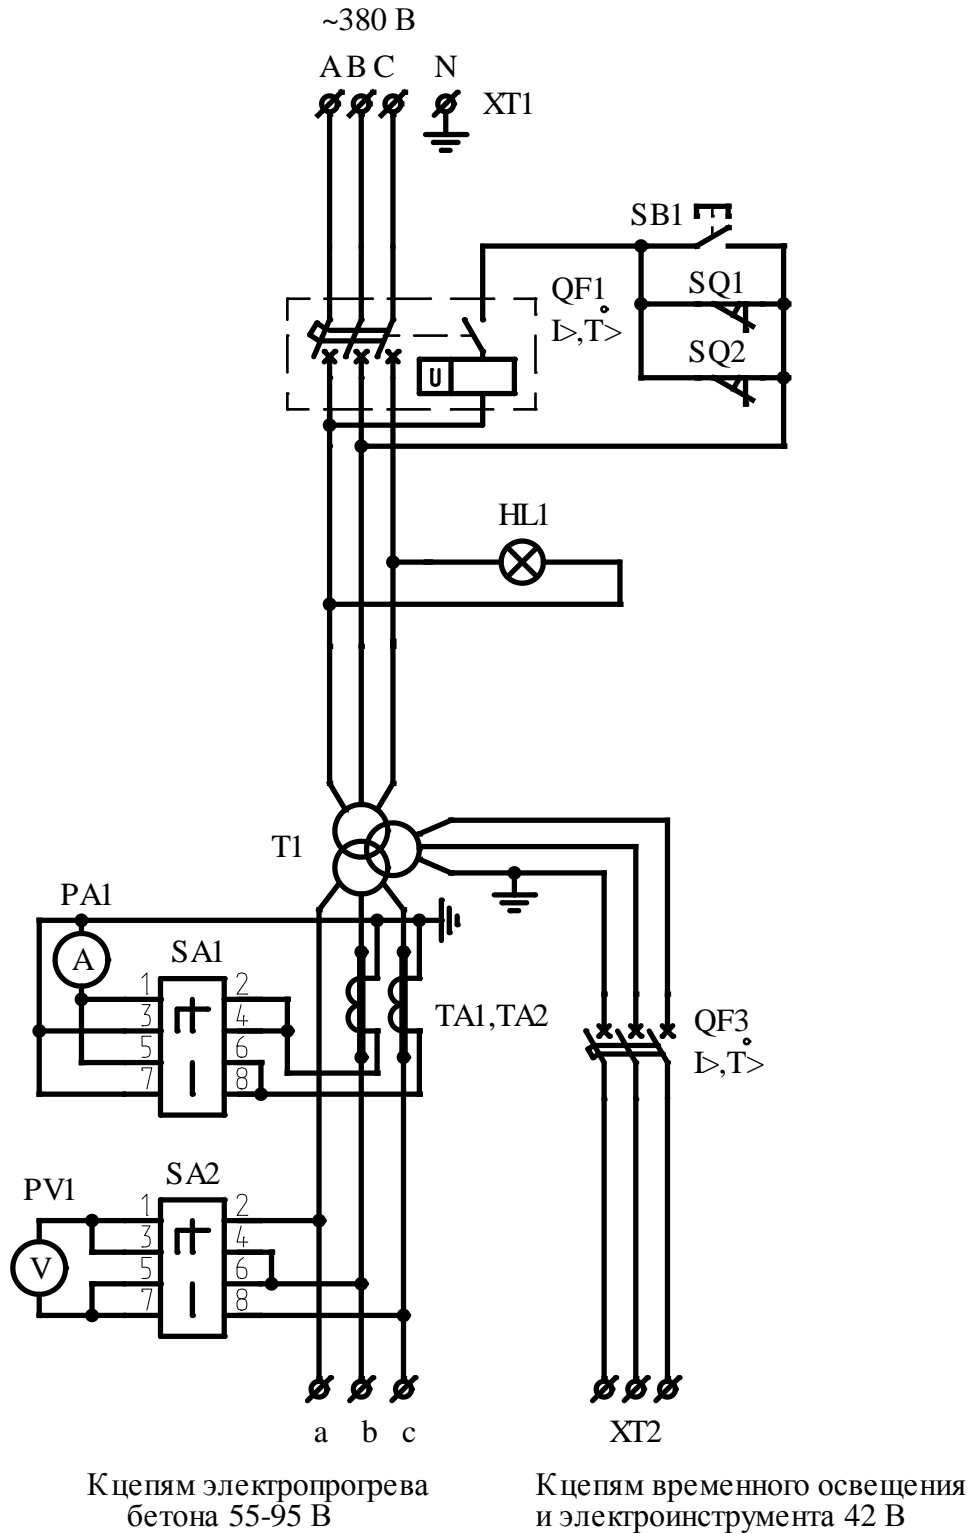 ~380 В
A B C N
XT1
SB1
SQ1
QF1
I>,T°>
SQ2
U
HL1
T1
PA1
A
SA1
1 2
3 4
5 6
7 8
TA1,TA2
QF3
I>,T°>
SA2
PV1
V
1 2
3 4
5 6
7 8
a b c
XT2
К цепям электропрогрева
бетона 55-95 В
К цепям временного освещения
и электроинструмента 42 В